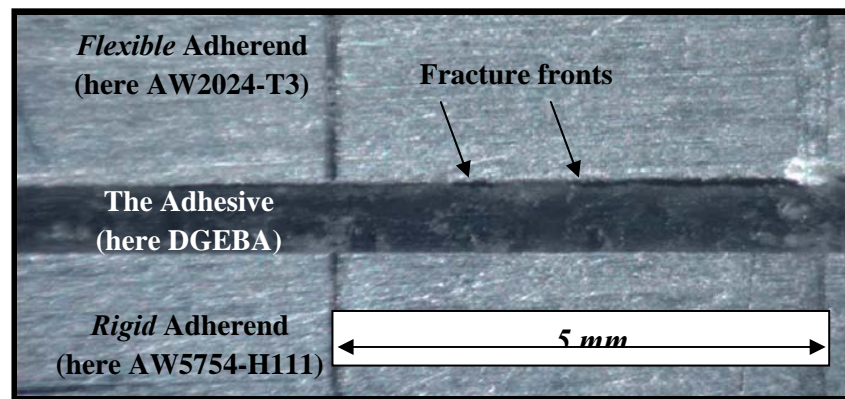 Flexible Adherend
(here AW2024-T3)
Fracture fronts
The Adhesive
(here DGEBA)
Rigid Adherend
(here AW5754-H111)
5 mm